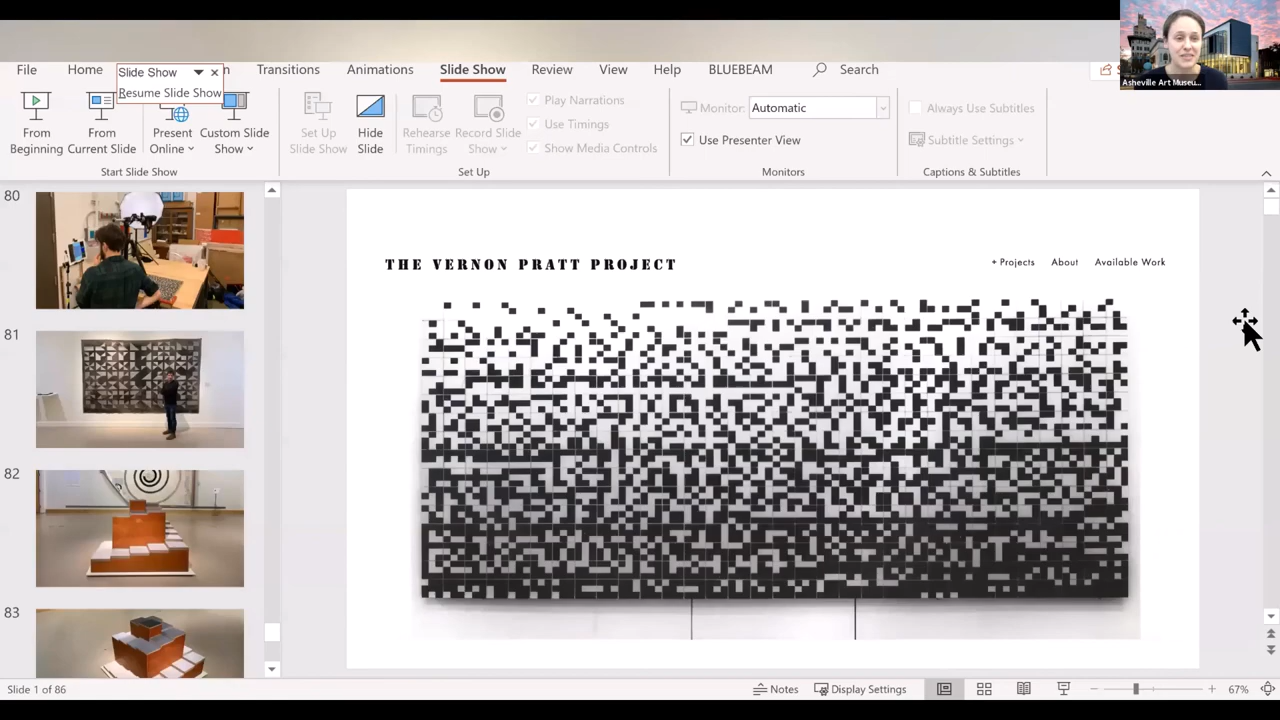 Asheville Art Museu...
File Home Slide Show n Transitions Animations Slide Show Review View Help BLUEBEAM Search S
Resume Slide Show
From Beginning
From Current Slide
Present Online
Custom Slide Show
Set Up Slide Show
Hide Slide
Rehearse Timings
Record Slide Show
Play Narrations
Use Timings
Show Media Controls
Monitor: Automatic
Use Presenter View
Always Use Subtitles
Subtitle Settings
Start Slide Show
Set Up
Monitors
Captions & Subtitles
80
81
82
83
THE VERNON PRATT PROJECT
+ Projects About Available Work
Slide 1 of 86
Notes Display Settings 67%